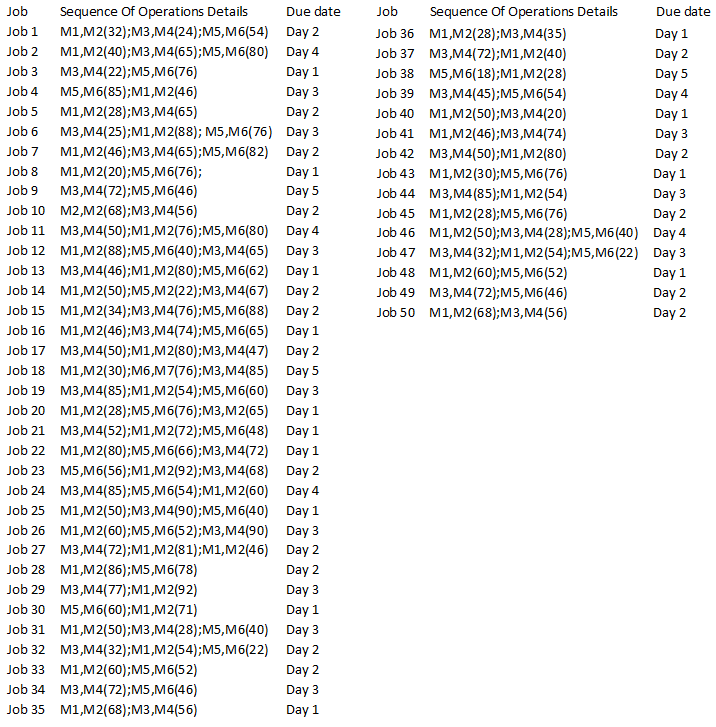 Job Sequence Of Operations Details Due date
Job 1 M1,M2(32);M3,M4(24);M5,M6(54) Day 2
Job 2 M1,M2(40);M3,M4(65);M5,M6(80) Day 4
Job 3 M3,M4(22);M5,M6(76) Day 1
Job 4 M5,M6(85);M1,M2(46) Day 3
Job 5 M1,M2(28);M3,M4(65) Day 2
Job 6 M3,M4(25);M1,M2(88); M5,M6(76) Day 3
Job 7 M1,M2(46);M3,M4(65);M5,M6(82) Day 2
Job 8 M1,M2(20);M5,M6(76); Day 1
Job 9 M3,M4(72);M5,M6(46) Day 5
Job 10 M2,M2(68);M3,M4(56) Day 2
Job 11 M3,M4(50);M1,M2(76);M5,M6(80) Day 4
Job 12 M1,M2(88);M5,M6(40);M3,M4(65) Day 3
Job 13 M3,M4(46);M1,M2(80);M5,M6(62) Day 1
Job 14 M1,M2(50);M5,M2(22);M3,M4(67) Day 2
Job 15 M1,M2(34);M3,M4(76);M5,M6(88) Day 2
Job 16 M1,M2(46);M3,M4(74);M5,M6(65) Day 1
Job 17 M3,M4(50);M1,M2(80);M3,M4(47) Day 2
Job 18 M1,M2(30);M6,M7(76);M3,M4(85) Day 5
Job 19 M3,M4(85);M1,M2(54);M5,M6(60) Day 3
Job 20 M1,M2(28);M5,M6(76);M3,M2(65) Day 1
Job 21 M3,M4(52);M1,M2(72);M5,M6(48) Day 1
Job 22 M1,M2(80);M5,M6(66);M3,M4(72) Day 1
Job 23 M5,M6(56);M1,M2(92);M3,M4(68) Day 2
Job 24 M3,M4(85);M5,M6(54);M1,M2(60) Day 4
Job 25 M1,M2(50);M3,M4(90);M5,M6(40) Day 1
Job 26 M1,M2(60);M5,M6(52);M3,M4(90) Day 3
Job 27 M3,M4(72);M1,M2(81);M1,M2(46) Day 2
Job 28 M1,M2(86);M5,M6(78) Day 2
Job 29 M3,M4(77);M1,M2(92) Day 3
Job 30 M5,M6(60);M1,M2(71) Day 1
Job 31 M1,M2(50);M3,M4(28);M5,M6(40) Day 3
Job 32 M3,M4(32);M1,M2(54);M5,M6(22) Day 2
Job 33 M1,M2(60);M5,M6(52) Day 2
Job 34 M3,M4(72);M5,M6(46) Day 3
Job 35 M1,M2(68);M3,M4(56) Day 1
Job Sequence Of Operations Details Due date
Job 36 M1,M2(28);M3,M4(35) Day 1
Job 37 M3,M4(72);M1,M2(40) Day 2
Job 38 M5,M6(18);M1,M2(28) Day 5
Job 39 M3,M4(45);M5,M6(54) Day 4
Job 40 M1,M2(50);M3,M4(20) Day 1
Job 41 M1,M2(46);M3,M4(74) Day 3
Job 42 M3,M4(50);M1,M2(80) Day 2
Job 43 M1,M2(30);M5,M6(76) Day 1
Job 44 M3,M4(85);M1,M2(54) Day 3
Job 45 M1,M2(28);M5,M6(76) Day 2
Job 46 M1,M2(50);M3,M4(28);M5,M6(40) Day 4
Job 47 M3,M4(32);M1,M2(54);M5,M6(22) Day 3
Job 48 M1,M2(60);M5,M6(52) Day 1
Job 49 M3,M4(72);M5,M6(46) Day 2
Job 50 M1,M2(68);M3,M4(56) Day 2